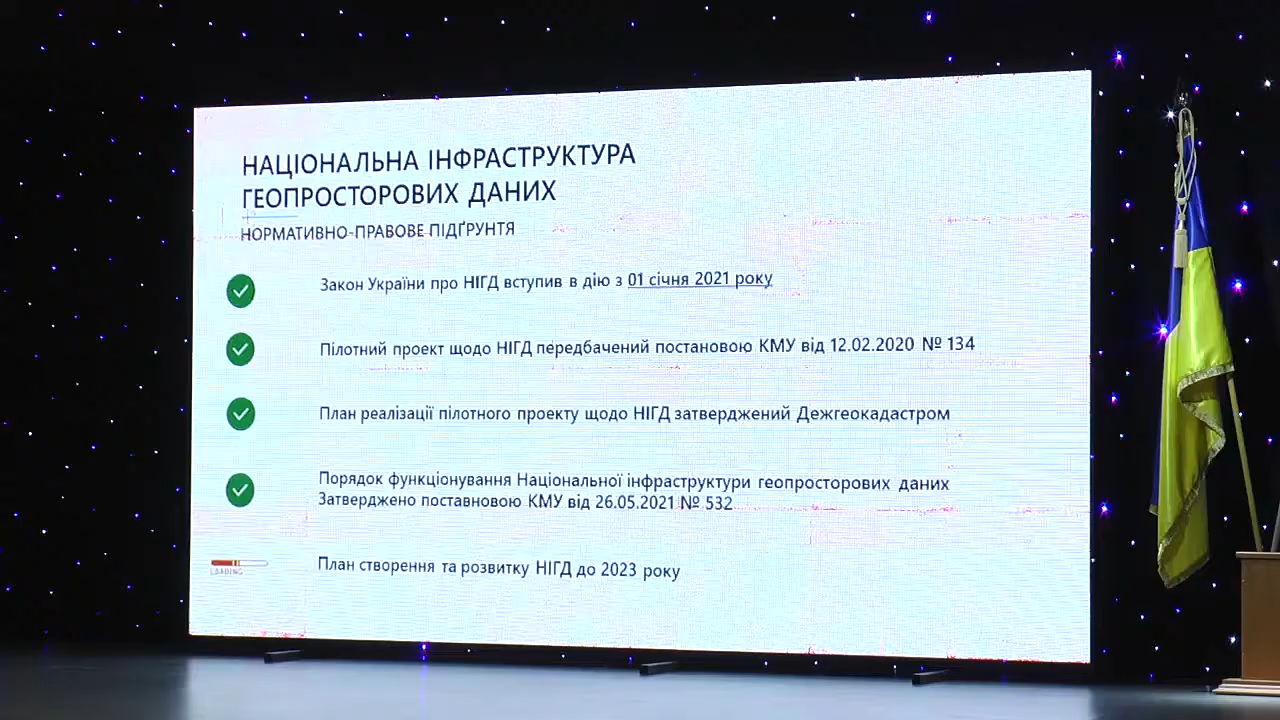 НАЦІОНАЛЬНА ІНФРАСТРУКТУРА
ГЕОПРОСТОРОВИХ ДАНИХ
НОРМАТИВНО-ПРАВОВЕ ПІДҐРУНТЯ
Закон України про НІГД вступив в дію з 01 січня 2021 року
Пілотний проект щодо НІГД передбачений постановою КМУ від 12.02.2020 № 134
План реалізації пілотного проекту щодо НІГД затверджений Дежгеокадастром
Порядок функціонування Національної інфраструктури геопросторових даних
Затверджено поставновою КМУ від 26.05.2021 № 532
LOADING
План створення та розвитку НІГД до 2023 року